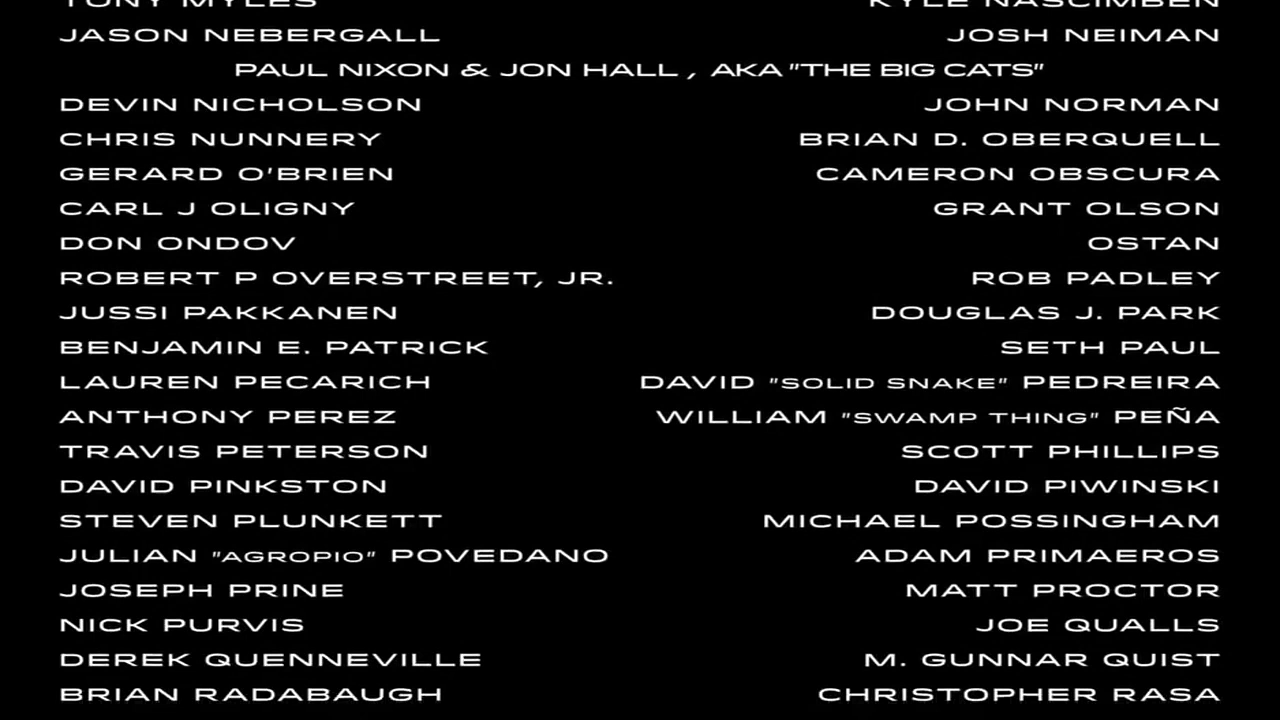 TONY MYLES KYLE NASCIMBEN
JASON NEBERGALL JOSH NEIMAN
PAUL NIXON & JON HALL , AKA "THE BIG CATS"
DEVIN NICHOLSON JOHN NORMAN
CHRIS NUNNERY BRIAN D. OBERQUELL
GERARD O'BRIEN CAMERON OBSCURA
CARL J OLIGNY GRANT OLSON
DON ONDOV OSTAN
ROBERT P OVERSTREET, JR. ROB PADLEY
JUSSI PAKKANEN DOUGLAS J. PARK
BENJAMIN E. PATRICK SETH PAUL
LAUREN PECARICH DAVID "SOLID SNAKE" PEDREIRA
ANTHONY PEREZ WILLIAM "SWAMP THING" PEÑA
TRAVIS PETERSON SCOTT PHILLIPS
DAVID PINKSTON DAVID PIWINSKI
STEVEN PLUNKETT MICHAEL POSSINGHAM
JULIAN "AGROPIO" POVEDANO ADAM PRIMAEROS
JOSEPH PRINE MATT PROCTOR
NICK PURVIS JOE QUALLS
DEREK QUENNEVILLE M. GUNNAR QUIST
BRIAN RADABAUGH CHRISTOPHER RASA